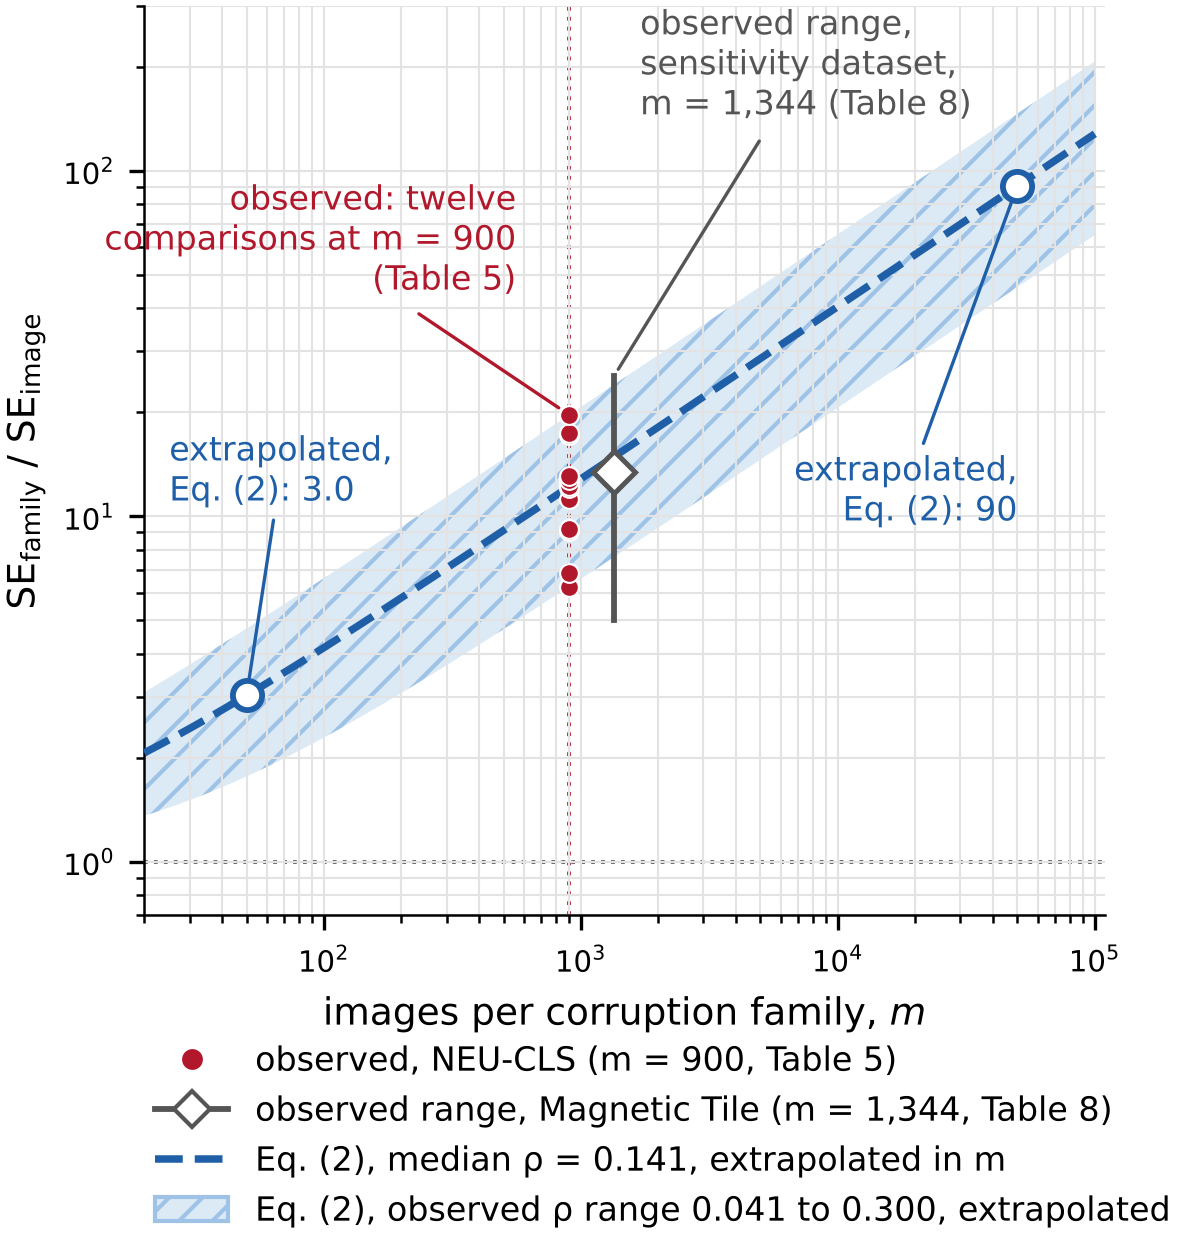 observed range,
sensitivity dataset,
m = 1,344 (Table 8)
10²
observed: twelve
comparisons at m = 900
(Table 5)
SE_family / SE_image
extrapolated,
Eq. (2): 3.0
extrapolated,
Eq. (2): 90
10¹
10⁰
10² 10³ 10⁴ 10⁵
images per corruption family, m
observed, NEU-CLS (m = 900, Table 5)
observed range, Magnetic Tile (m = 1,344, Table 8)
Eq. (2), median ρ = 0.141, extrapolated in m
Eq. (2), observed ρ range 0.041 to 0.300, extrapolated